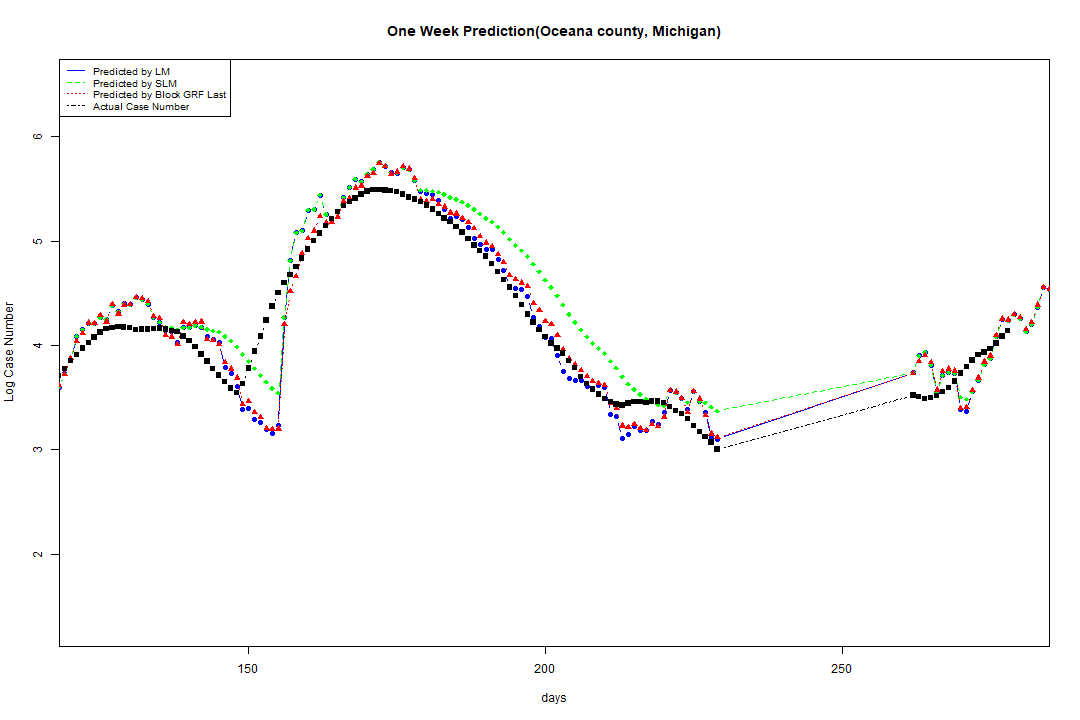 One Week Prediction(Oceana county, Michigan)
Predicted by LM
Predicted by SLM
Predicted by Block GRF Last
Actual Case Number
Log Case Number
6
5
4
3
2
150
200
250
days